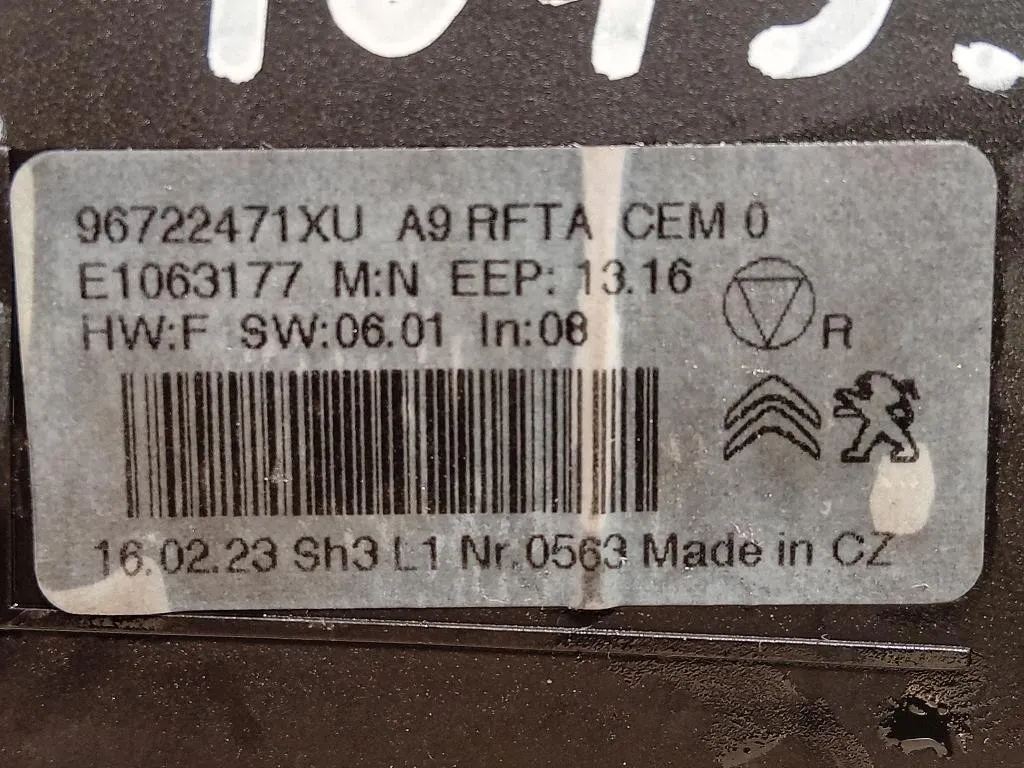 96722471XU A9 RFTA CEM 0
E1063177 M:N EEP: 13.16
HW:F SW:06.01 In:08
R
16.02.23 Sh3 L1 Nr.0563 Made in CZ